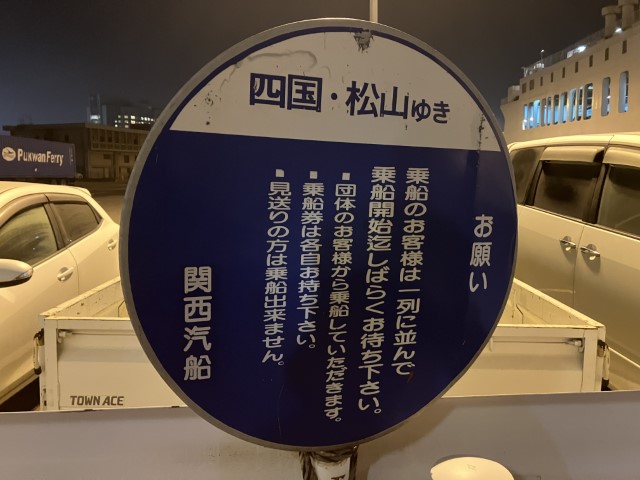 四国・松山ゆき
お願い
乗船のお客様は一列に並んで
乗船開始迄しばらくお待ち下さい。
▪団体のお客様から乗船していただきます。
▪乗船券は各自お持ち下さい。
▪見送りの方は乗船出来ません。
関西汽船
PUKWAN FERRY
TOWN ACE